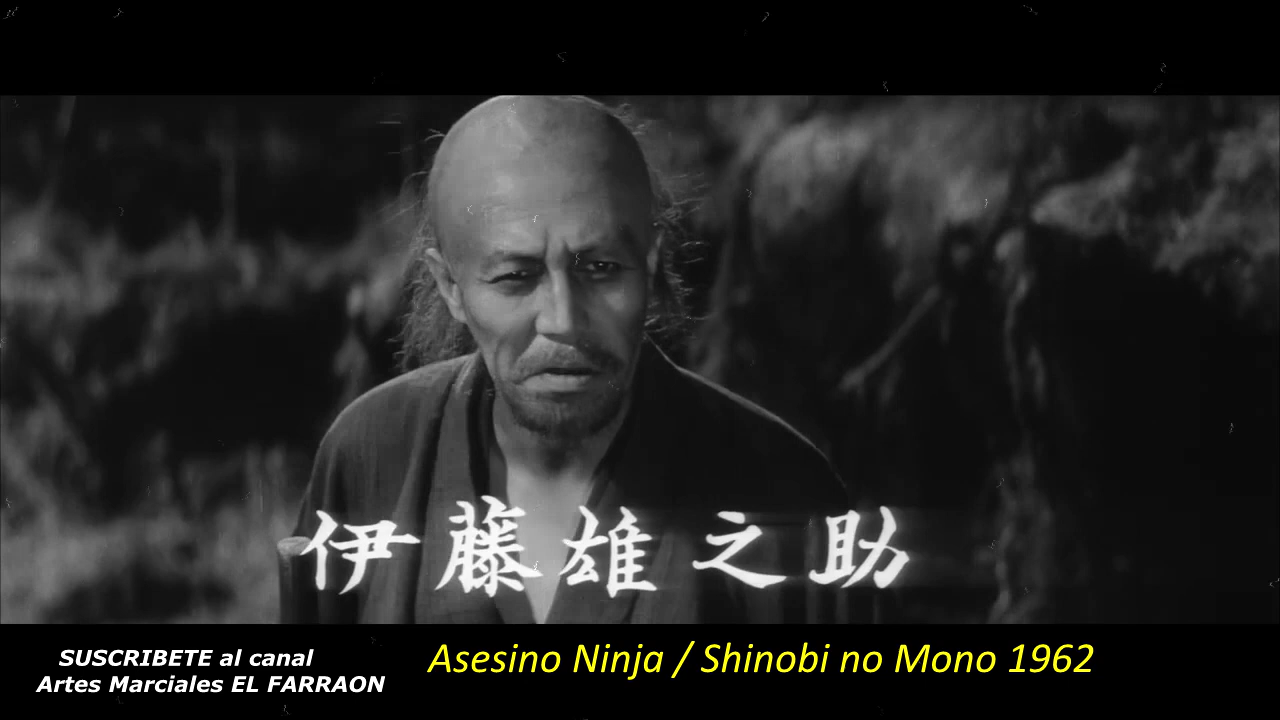 伊藤雄之助
SUSCRIBETE al canal
Artes Marciales EL FARRAON
Asesino Ninja / Shinobi no Mono 1962